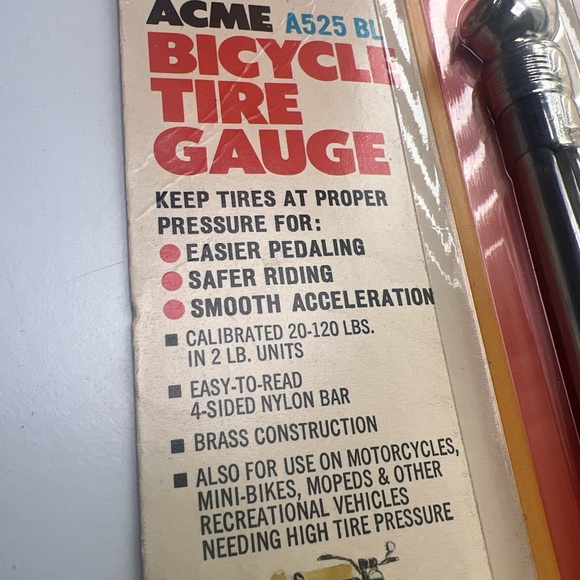 ACME A525 BL
BICYCLE
TIRE
GAUGE
KEEP TIRES AT PROPER
PRESSURE FOR:
● EASIER PEDALING
● SAFER RIDING
● SMOOTH ACCELERATION
■ CALIBRATED 20-120 LBS.
IN 2 LB. UNITS
■ EASY-TO-READ
4-SIDED NYLON BAR
■ BRASS CONSTRUCTION
■ ALSO FOR USE ON MOTORCYCLES,
MINI-BIKES, MOPEDS & OTHER
RECREATIONAL VEHICLES
NEEDING HIGH TIRE PRESSURE